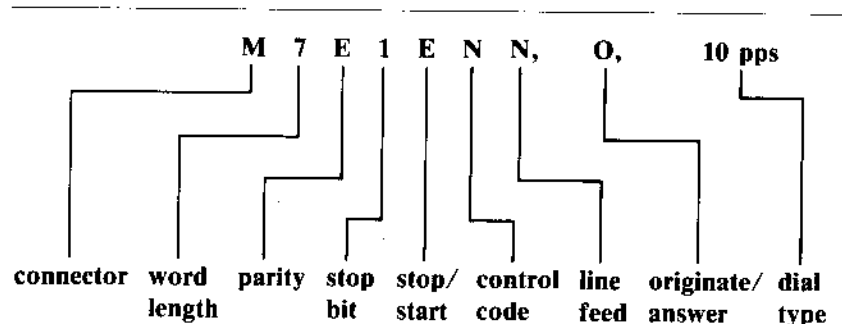 M 7 E 1 E N N, O, 10 pps
connector word parity stop stop/ control line originate/ dial
length bit start code feed answer type